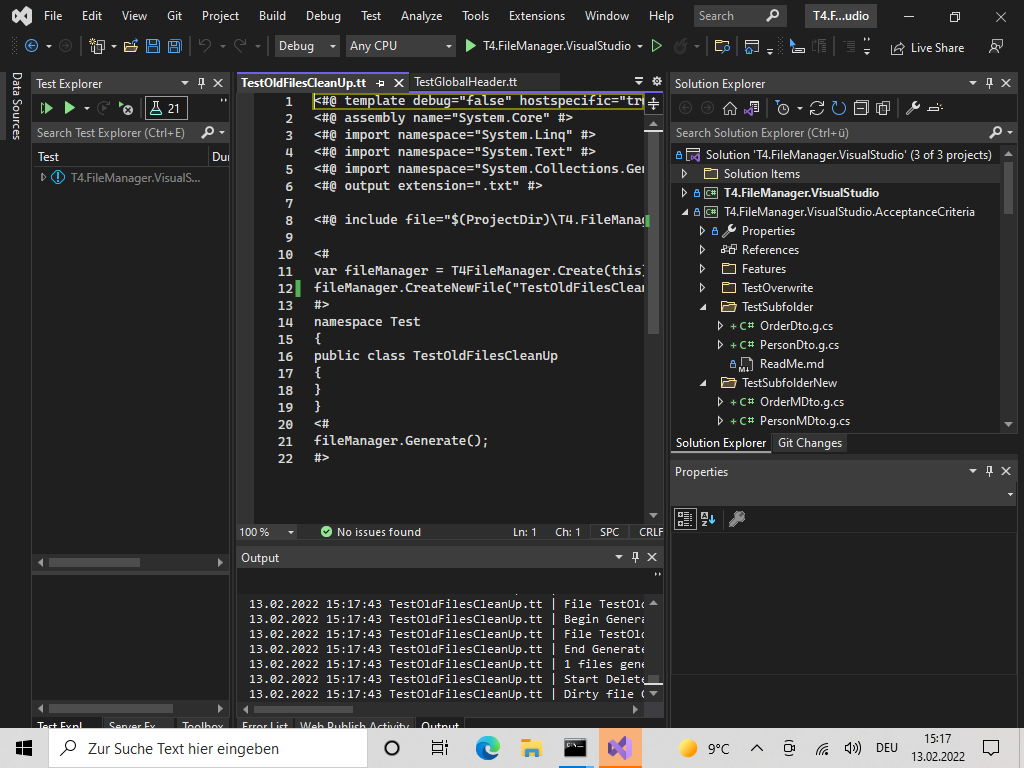 File Edit View Git Project Build Debug Test Analyze Tools Extensions Window Help Search T4.F...udio
Debug Any CPU T4.FileManager.VisualStudio Live Share
Data Sources
Test Explorer
21
Search Test Explorer (Ctrl+E)
Test Dur
T4.FileManager.VisualS...
TestOldFilesCleanUp.tt TestGlobalHeader.tt
1 <#@ template debug="false" hostspecific="tr
2 <#@ assembly name="System.Core" #>
3 <#@ import namespace="System.Linq" #>
4 <#@ import namespace="System.Text" #>
5 <#@ import namespace="System.Collections.Gen
6 <#@ output extension=".txt" #>
7
8 <#@ include file="$(ProjectDir)\T4.FileManag
9
10 <#
11 var fileManager = T4FileManager.Create(this)
12 fileManager.CreateNewFile("TestOldFilesClean
13 #>
14 namespace Test
15 {
16 public class TestOldFilesCleanUp
17 {
18 }
19 }
20 <#
21 fileManager.Generate();
22 #>
100 % No issues found Ln: 1 Ch: 1 SPC CRLF
Output
13.02.2022 15:17:43 TestOldFilesCleanUp.tt | File TestOld
13.02.2022 15:17:43 TestOldFilesCleanUp.tt | Begin Genera
13.02.2022 15:17:43 TestOldFilesCleanUp.tt | File TestOld
13.02.2022 15:17:43 TestOldFilesCleanUp.tt | End Generate
13.02.2022 15:17:43 TestOldFilesCleanUp.tt | 1 files gene
13.02.2022 15:17:43 TestOldFilesCleanUp.tt | Start Delete
13.02.2022 15:17:43 TestOldFilesCleanUp.tt | Dirty file
Test Expl... Server Ex... Toolbox Error List Web Publish Activity Output
Solution Explorer
Search Solution Explorer (Ctrl+ü)
Solution 'T4.FileManager.VisualStudio' (3 of 3 projects)
Solution Items
T4.FileManager.VisualStudio
T4.FileManager.VisualStudio.AcceptanceCriteria
Properties
References
Features
TestOverwrite
TestSubfolder
C# OrderDto.g.cs
C# PersonDto.g.cs
ReadMe.md
TestSubfolderNew
C# OrderMDto.g.cs
C# PersonMDto.g.cs
Solution Explorer Git Changes
Properties
Zur Suche Text hier eingeben
9°C DEU 15:17
13.02.2022